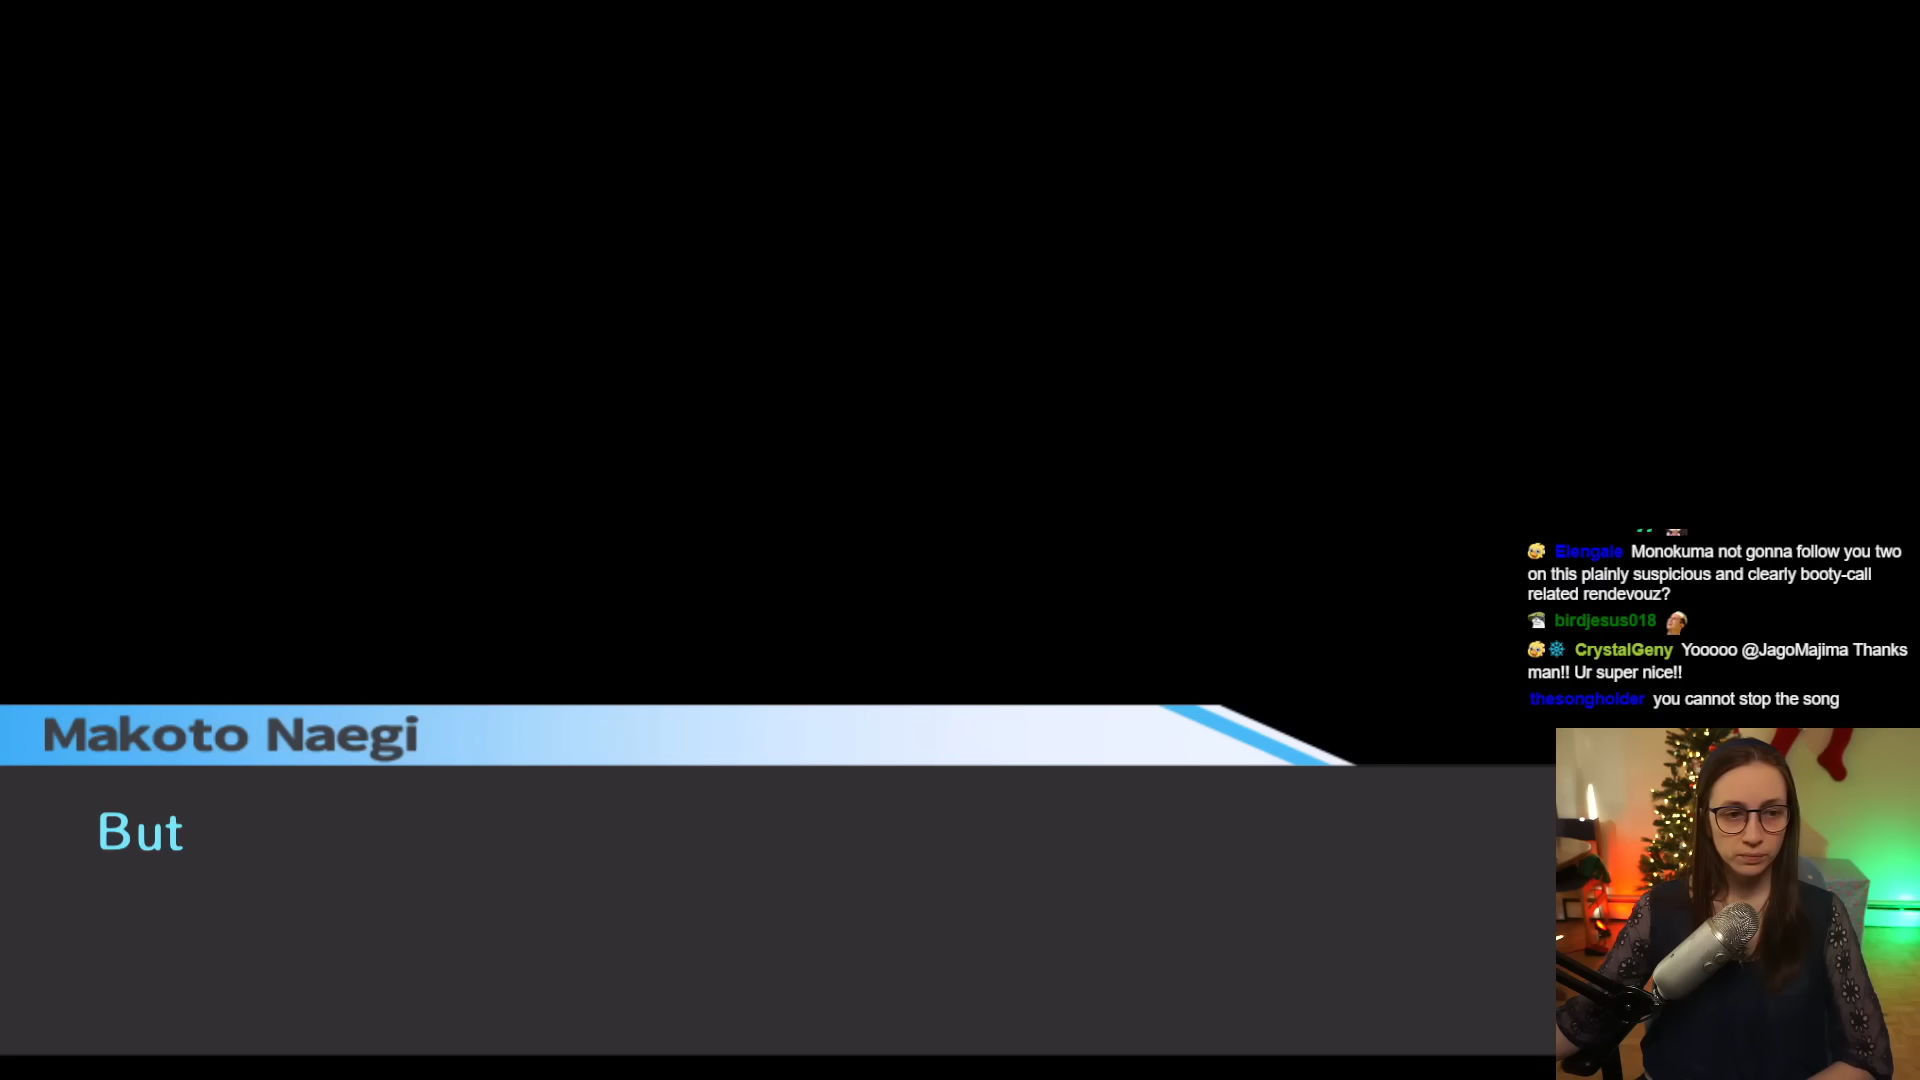 Elengale Monokuma not gonna follow you two
on this plainly suspicious and clearly booty-call
related rendevouz?
birdjesus018
CrystalGeny Yooooo @JagoMajima Thanks
man!! Ur super nice!!
thesongholder you cannot stop the song
Makoto Naegi
But